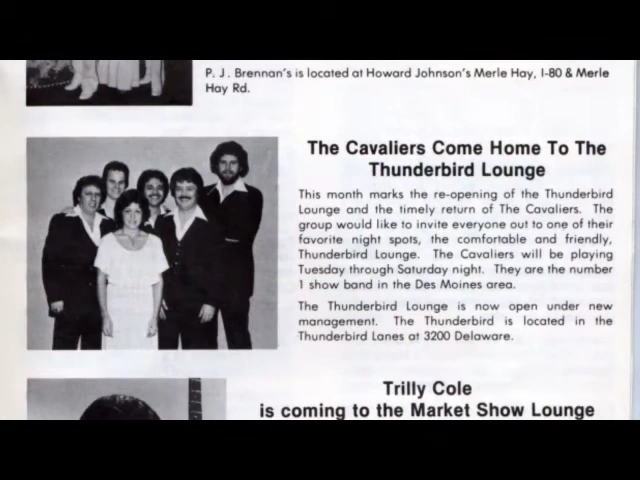 P. J. Brennan's is located at Howard Johnson's Merle Hay, I-80 & Merle
Hay Rd.
The Cavaliers Come Home To The
Thunderbird Lounge
This month marks the re-opening of the Thunderbird
Lounge and the timely return of The Cavaliers. The
group would like to invite everyone out to one of their
favorite night spots, the comfortable and friendly,
Thunderbird Lounge. The Cavaliers will be playing
Tuesday through Saturday night. They are the number
1 show band in the Des Moines area.
The Thunderbird Lounge is now open under new
management. The Thunderbird is located in the
Thunderbird Lanes at 3200 Delaware.
Trilly Cole
is coming to the Market Show Lounge